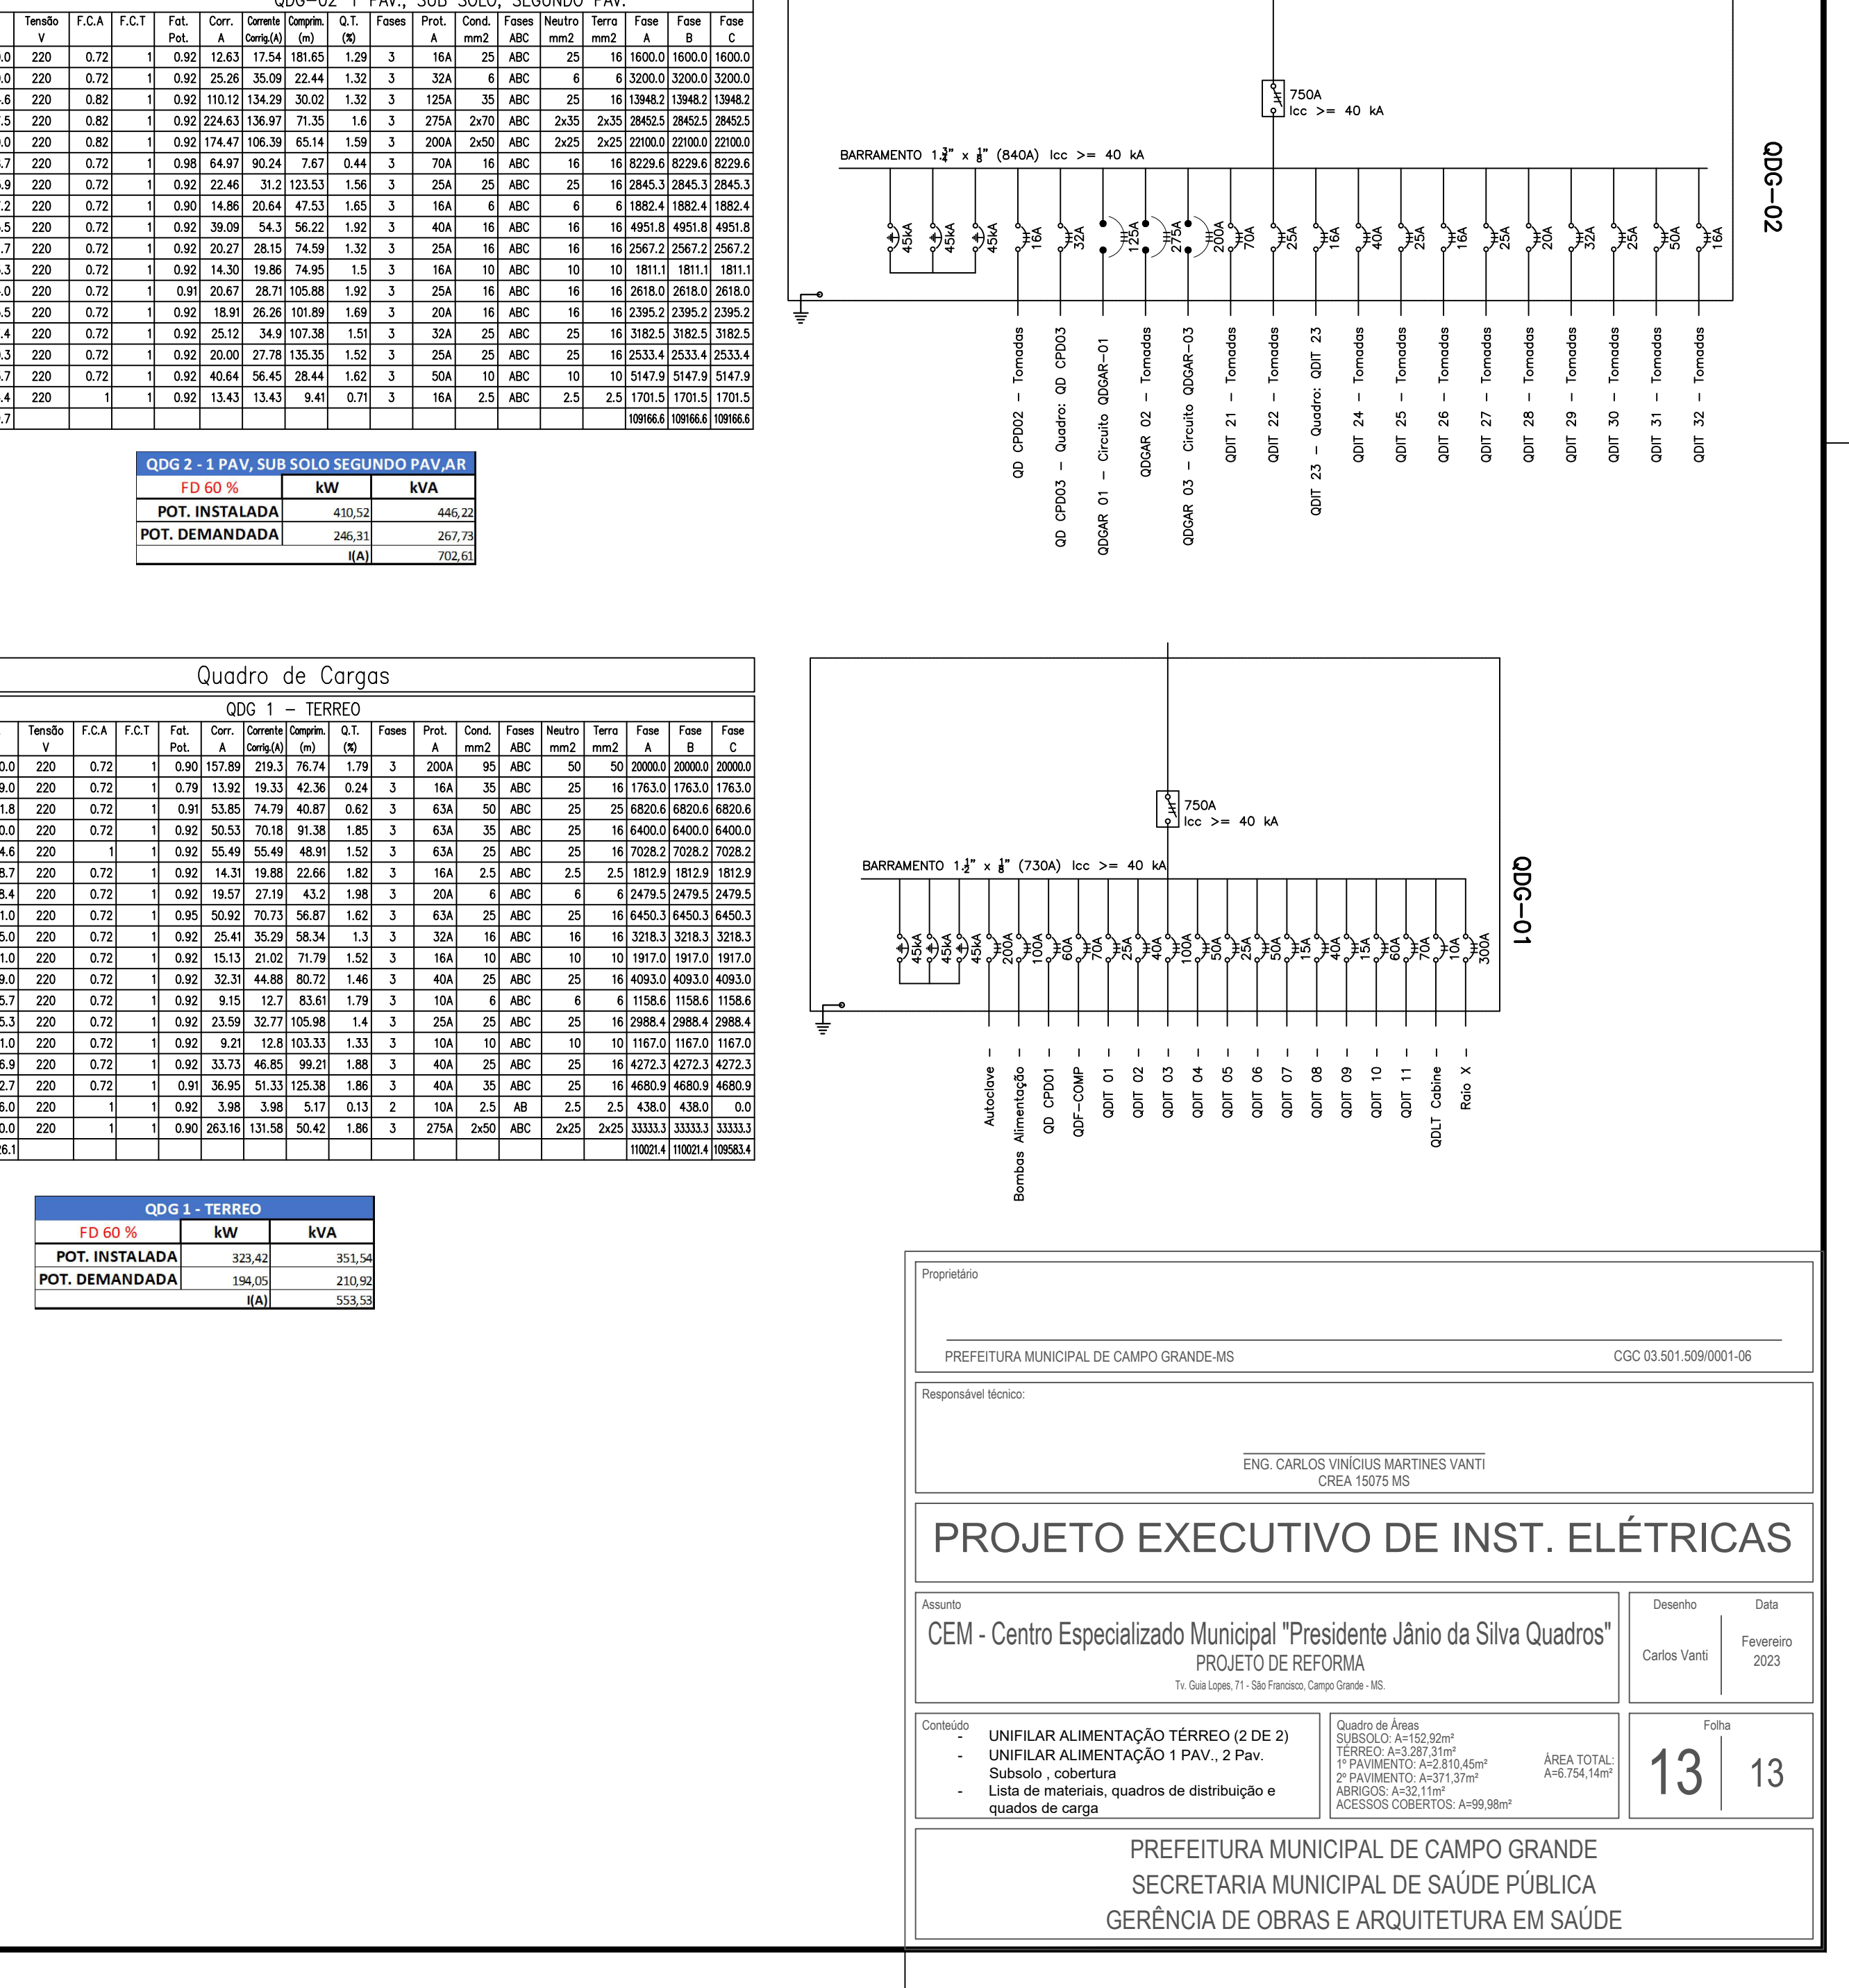 QDG-02 1 PAV., SUB SOLO, SEGUNDO PAV.
Tensão V F.C.A F.C.T Fat. Pot. Corr. A Corrente Corrig.(A) Comprim. (m) Q.T. (%) Fases Prot. A Cond. mm2 Fases ABC Neutro mm2 Terra mm2 Fase A Fase B Fase C
0.0 220 0.72 1 0.92 12.63 17.54 181.65 1.29 3 16A 25 ABC 25 16 1600.0 1600.0 1600.0
0.0 220 0.72 1 0.92 25.26 35.09 22.44 1.32 3 32A 6 ABC 6 6 3200.0 3200.0 3200.0
.6 220 0.82 1 0.92 110.12 134.29 30.02 1.32 3 125A 35 ABC 25 16 13948.2 13948.2 13948.2
.5 220 0.82 1 0.92 224.63 136.97 71.35 1.6 3 275A 2x70 ABC 2x35 2x35 28452.5 28452.5 28452.5
.0 220 0.82 1 0.92 174.47 106.39 65.14 1.59 3 200A 2x50 ABC 2x25 2x25 22100.0 22100.0 22100.0
.7 220 0.72 1 0.98 64.97 90.24 7.67 0.44 3 70A 16 ABC 16 16 8229.6 8229.6 8229.6
.9 220 0.72 1 0.92 22.46 31.2 123.53 1.56 3 25A 25 ABC 25 16 2845.3 2845.3 2845.3
.2 220 0.72 1 0.90 14.86 20.64 47.53 1.65 3 16A 6 ABC 6 6 1882.4 1882.4 1882.4
.5 220 0.72 1 0.92 39.09 54.3 56.22 1.92 3 40A 16 ABC 16 16 4951.8 4951.8 4951.8
.7 220 0.72 1 0.92 20.27 28.15 74.59 1.32 3 25A 16 ABC 16 16 2567.2 2567.2 2567.2
.3 220 0.72 1 0.92 14.30 19.86 74.95 1.5 3 16A 10 ABC 10 10 1811.1 1811.1 1811.1
.0 220 0.72 1 0.91 20.67 28.71 105.88 1.92 3 25A 16 ABC 16 16 2618.0 2618.0 2618.0
.5 220 0.72 1 0.92 18.91 26.26 101.89 1.69 3 20A 16 ABC 16 16 2395.2 2395.2 2395.2
.4 220 0.72 1 0.92 25.12 34.9 107.38 1.51 3 32A 25 ABC 25 16 3182.5 3182.5 3182.5
.3 220 0.72 1 0.92 20.00 27.78 135.35 1.52 3 25A 25 ABC 25 16 2533.4 2533.4 2533.4
.7 220 0.72 1 0.92 40.64 56.45 28.44 1.62 3 50A 10 ABC 10 10 5147.9 5147.9 5147.9
.4 220 1 1 0.92 13.43 13.43 9.41 0.71 3 16A 2.5 ABC 2.5 2.5 1701.5 1701.5 1701.5
.7 109166.6 109166.6 109166.6
QDG 2 - 1 PAV, SUB SOLO SEGUNDO PAV,AR
FD 60 % kW kVA
POT. INSTALADA 410,52 446,22
POT. DEMANDADA 246,31 267,73
I(A) 702,61
750A
Icc >= 40 kA
BARRAMENTO 1.3/4" x 1/8" (840A) Icc >= 40 kA
QDG-02
45kA 45kA 45kA 16A 32A 125A 275A 200A 70A 25A 16A 40A 25A 16A 25A 20A 32A 25A 50A 16A
QD CPD02 - Tomadas
QD CPD03 - Quadro: QD CPD03
QDGAR 01 - Circuito QDGAR-01
QDGAR 02 - Tomadas
QDGAR 03 - Circuito QDGAR-03
QDIT 21 - Tomadas
QDIT 22 - Tomadas
QDIT 23 - Quadro: QDIT 23
QDIT 24 - Tomadas
QDIT 25 - Tomadas
QDIT 26 - Tomadas
QDIT 27 - Tomadas
QDIT 28 - Tomadas
QDIT 29 - Tomadas
QDIT 30 - Tomadas
QDIT 31 - Tomadas
QDIT 32 - Tomadas
Quadro de Cargas
QDG 1 - TERREO
Tensão V F.C.A F.C.T Fat. Pot. Corr. A Corrente Corrig.(A) Comprim. (m) Q.T. (%) Fases Prot. A Cond. mm2 Fases ABC Neutro mm2 Terra mm2 Fase A Fase B Fase C
0.0 220 0.72 1 0.90 157.89 219.3 76.74 1.79 3 200A 95 ABC 50 50 20000.0 20000.0 20000.0
9.0 220 0.72 1 0.79 13.92 19.33 42.36 0.24 3 16A 35 ABC 25 16 1763.0 1763.0 1763.0
1.8 220 0.72 1 0.91 53.85 74.79 40.87 0.62 3 63A 50 ABC 25 25 6820.6 6820.6 6820.6
0.0 220 0.72 1 0.92 50.53 70.18 91.38 1.85 3 63A 35 ABC 25 16 6400.0 6400.0 6400.0
4.6 220 1 1 0.92 55.49 55.49 48.91 1.52 3 63A 25 ABC 25 16 7028.2 7028.2 7028.2
8.7 220 0.72 1 0.92 14.31 19.88 22.66 1.82 3 16A 2.5 ABC 2.5 2.5 1812.9 1812.9 1812.9
8.4 220 0.72 1 0.92 19.57 27.19 43.2 1.98 3 20A 6 ABC 6 6 2479.5 2479.5 2479.5
1.0 220 0.72 1 0.95 50.92 70.73 56.87 1.62 3 63A 25 ABC 25 16 6450.3 6450.3 6450.3
5.0 220 0.72 1 0.92 25.41 35.29 58.34 1.3 3 32A 16 ABC 16 16 3218.3 3218.3 3218.3
1.0 220 0.72 1 0.92 15.13 21.02 71.79 1.52 3 16A 10 ABC 10 10 1917.0 1917.0 1917.0
9.0 220 0.72 1 0.92 32.31 44.88 80.72 1.46 3 40A 25 ABC 25 16 4093.0 4093.0 4093.0
5.7 220 0.72 1 0.92 9.15 12.7 83.61 1.79 3 10A 6 ABC 6 6 1158.6 1158.6 1158.6
5.3 220 0.72 1 0.92 23.59 32.77 105.98 1.4 3 25A 25 ABC 25 16 2988.4 2988.4 2988.4
1.0 220 0.72 1 0.92 9.21 12.8 103.33 1.33 3 10A 10 ABC 10 10 1167.0 1167.0 1167.0
6.9 220 0.72 1 0.92 33.73 46.85 99.21 1.88 3 40A 25 ABC 25 16 4272.3 4272.3 4272.3
2.7 220 0.72 1 0.91 36.95 51.33 125.38 1.86 3 40A 35 ABC 25 16 4680.9 4680.9 4680.9
6.0 220 1 1 0.92 3.98 3.98 5.17 0.13 2 10A 2.5 AB 2.5 2.5 438.0 438.0 0.0
0.0 220 1 1 0.90 263.16 131.58 50.42 1.86 3 275A 2x50 ABC 2x25 2x25 33333.3 33333.3 33333.3
26.1 110021.4 110021.4 109583.4
QDG 1 - TERREO
FD 60 % kW kVA
POT. INSTALADA 323,42 351,54
POT. DEMANDADA 194,05 210,92
I(A) 553,53
750A
Icc >= 40 kA
BARRAMENTO 1.1/2" x 1/8" (730A) Icc >= 40 kA
QDG-01
45kA 45kA 45kA 200A 100A 60A 70A 25A 40A 100A 50A 25A 50A 15A 40A 15A 60A 70A 10A 300A
Autoclave -
Bombas Alimentação -
QD CPD01 -
QDF-COMP -
QDIT 01 -
QDIT 02 -
QDIT 03 -
QDIT 04 -
QDIT 05 -
QDIT 06 -
QDIT 07 -
QDIT 08 -
QDIT 09 -
QDIT 10 -
QDIT 11 -
QDLT Cabine -
Raio X -
Proprietário
PREFEITURA MUNICIPAL DE CAMPO GRANDE-MS CGC 03.501.509/0001-06
Responsável técnico:
ENG. CARLOS VINÍCIUS MARTINES VANTI
CREA 15075 MS
PROJETO EXECUTIVO DE INST. ELÉTRICAS
Assunto
CEM - Centro Especializado Municipal "Presidente Jânio da Silva Quadros"
PROJETO DE REFORMA
Tv. Guia Lopes, 71 - São Francisco, Campo Grande - MS.
Desenho Data
Carlos Vanti Fevereiro
2023
Conteúdo
- UNIFILAR ALIMENTAÇÃO TÉRREO (2 DE 2)
- UNIFILAR ALIMENTAÇÃO 1 PAV., 2 Pav.
Subsolo , cobertura
- Lista de materiais, quadros de distribuição e
quados de carga
Quadro de Áreas
SUBSOLO: A=152,92m²
TÉRREO: A=3.287,31m²
1º PAVIMENTO: A=2.810,45m²
2º PAVIMENTO: A=371,37m²
ABRIGOS: A=32,11m²
ACESSOS COBERTOS: A=99,98m²
ÁREA TOTAL:
A=6.754,14m²
Folha
13 13
PREFEITURA MUNICIPAL DE CAMPO GRANDE
SECRETARIA MUNICIPAL DE SAÚDE PÚBLICA
GERÊNCIA DE OBRAS E ARQUITETURA EM SAÚDE